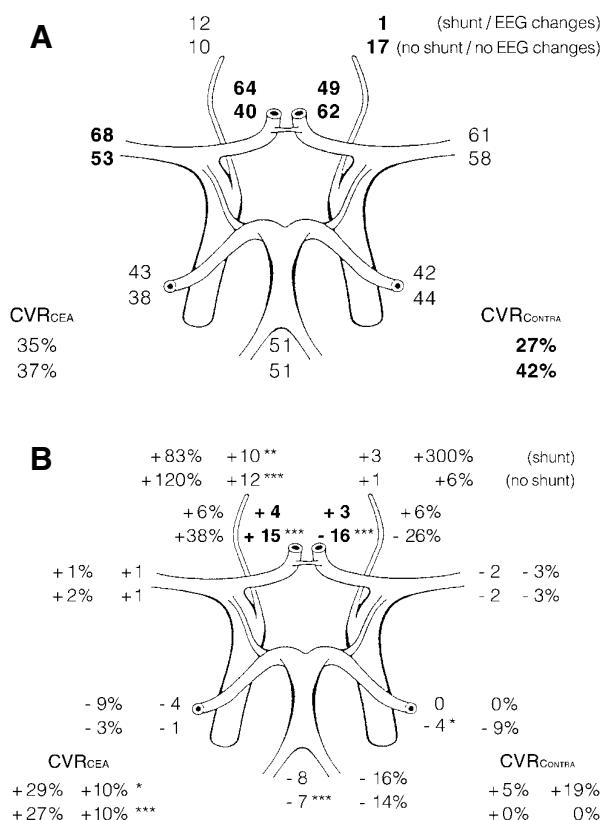 A
12 1 (shunt / EEG changes)
10 17 (no shunt / no EEG changes)
64 49
40 62
68 61
53 58
43 42
38 44
CVRCEA CVRCONTRA
35% 51 27%
37% 51 42%
B
+83% +10 ** +3 +300% (shunt)
+120% +12 *** +1 +6% (no shunt)
+6% +4 +3 +6%
+38% +15 *** -16 *** -26%
+1% +1 -2 -3%
+2% +1 -2 -3%
-9% -4 0 0%
-3% -1 -4 * -9%
CVRCEA CVRCONTRA
+29% +10% * -8 -16% +5% +19%
+27% +10% *** -7 *** -14% +0% 0%